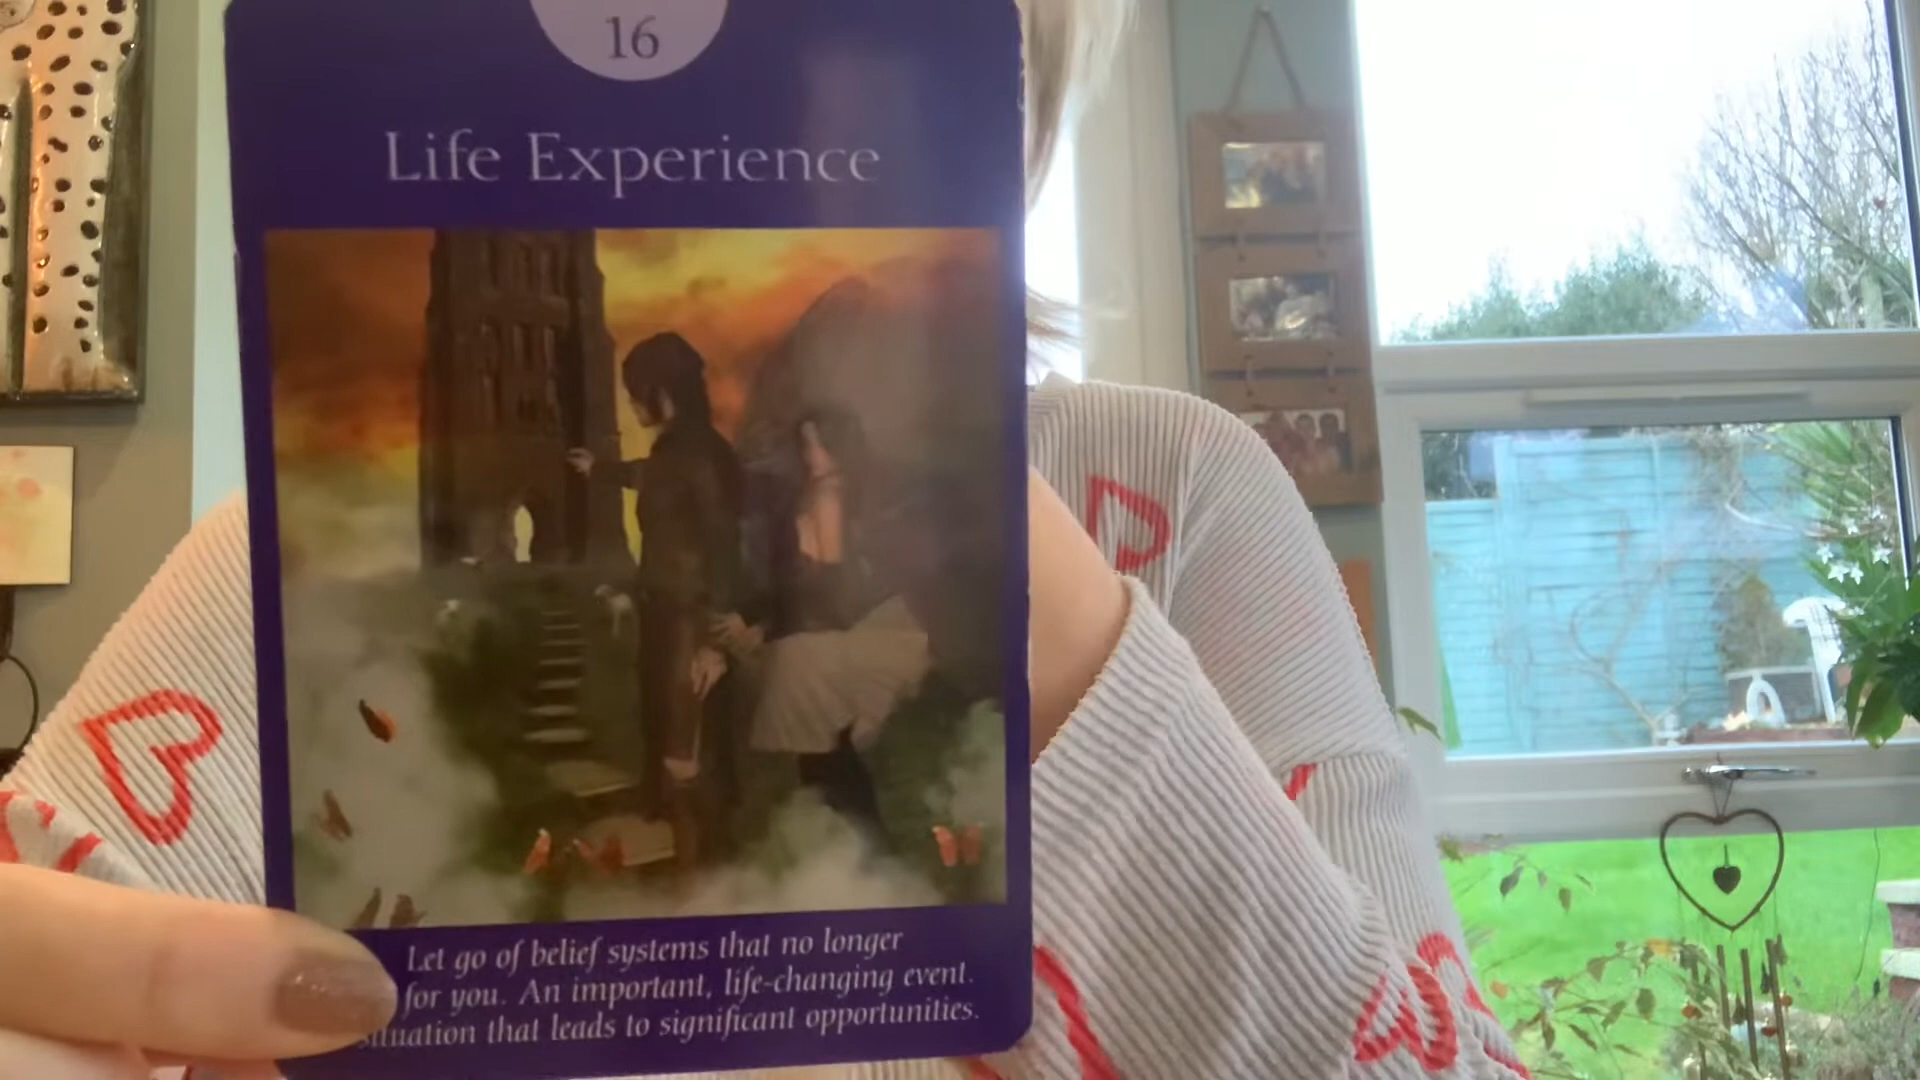 16
Life Experience
Let go of belief systems that no longer
for you. An important, life-changing event.
situation that leads to significant opportunities.